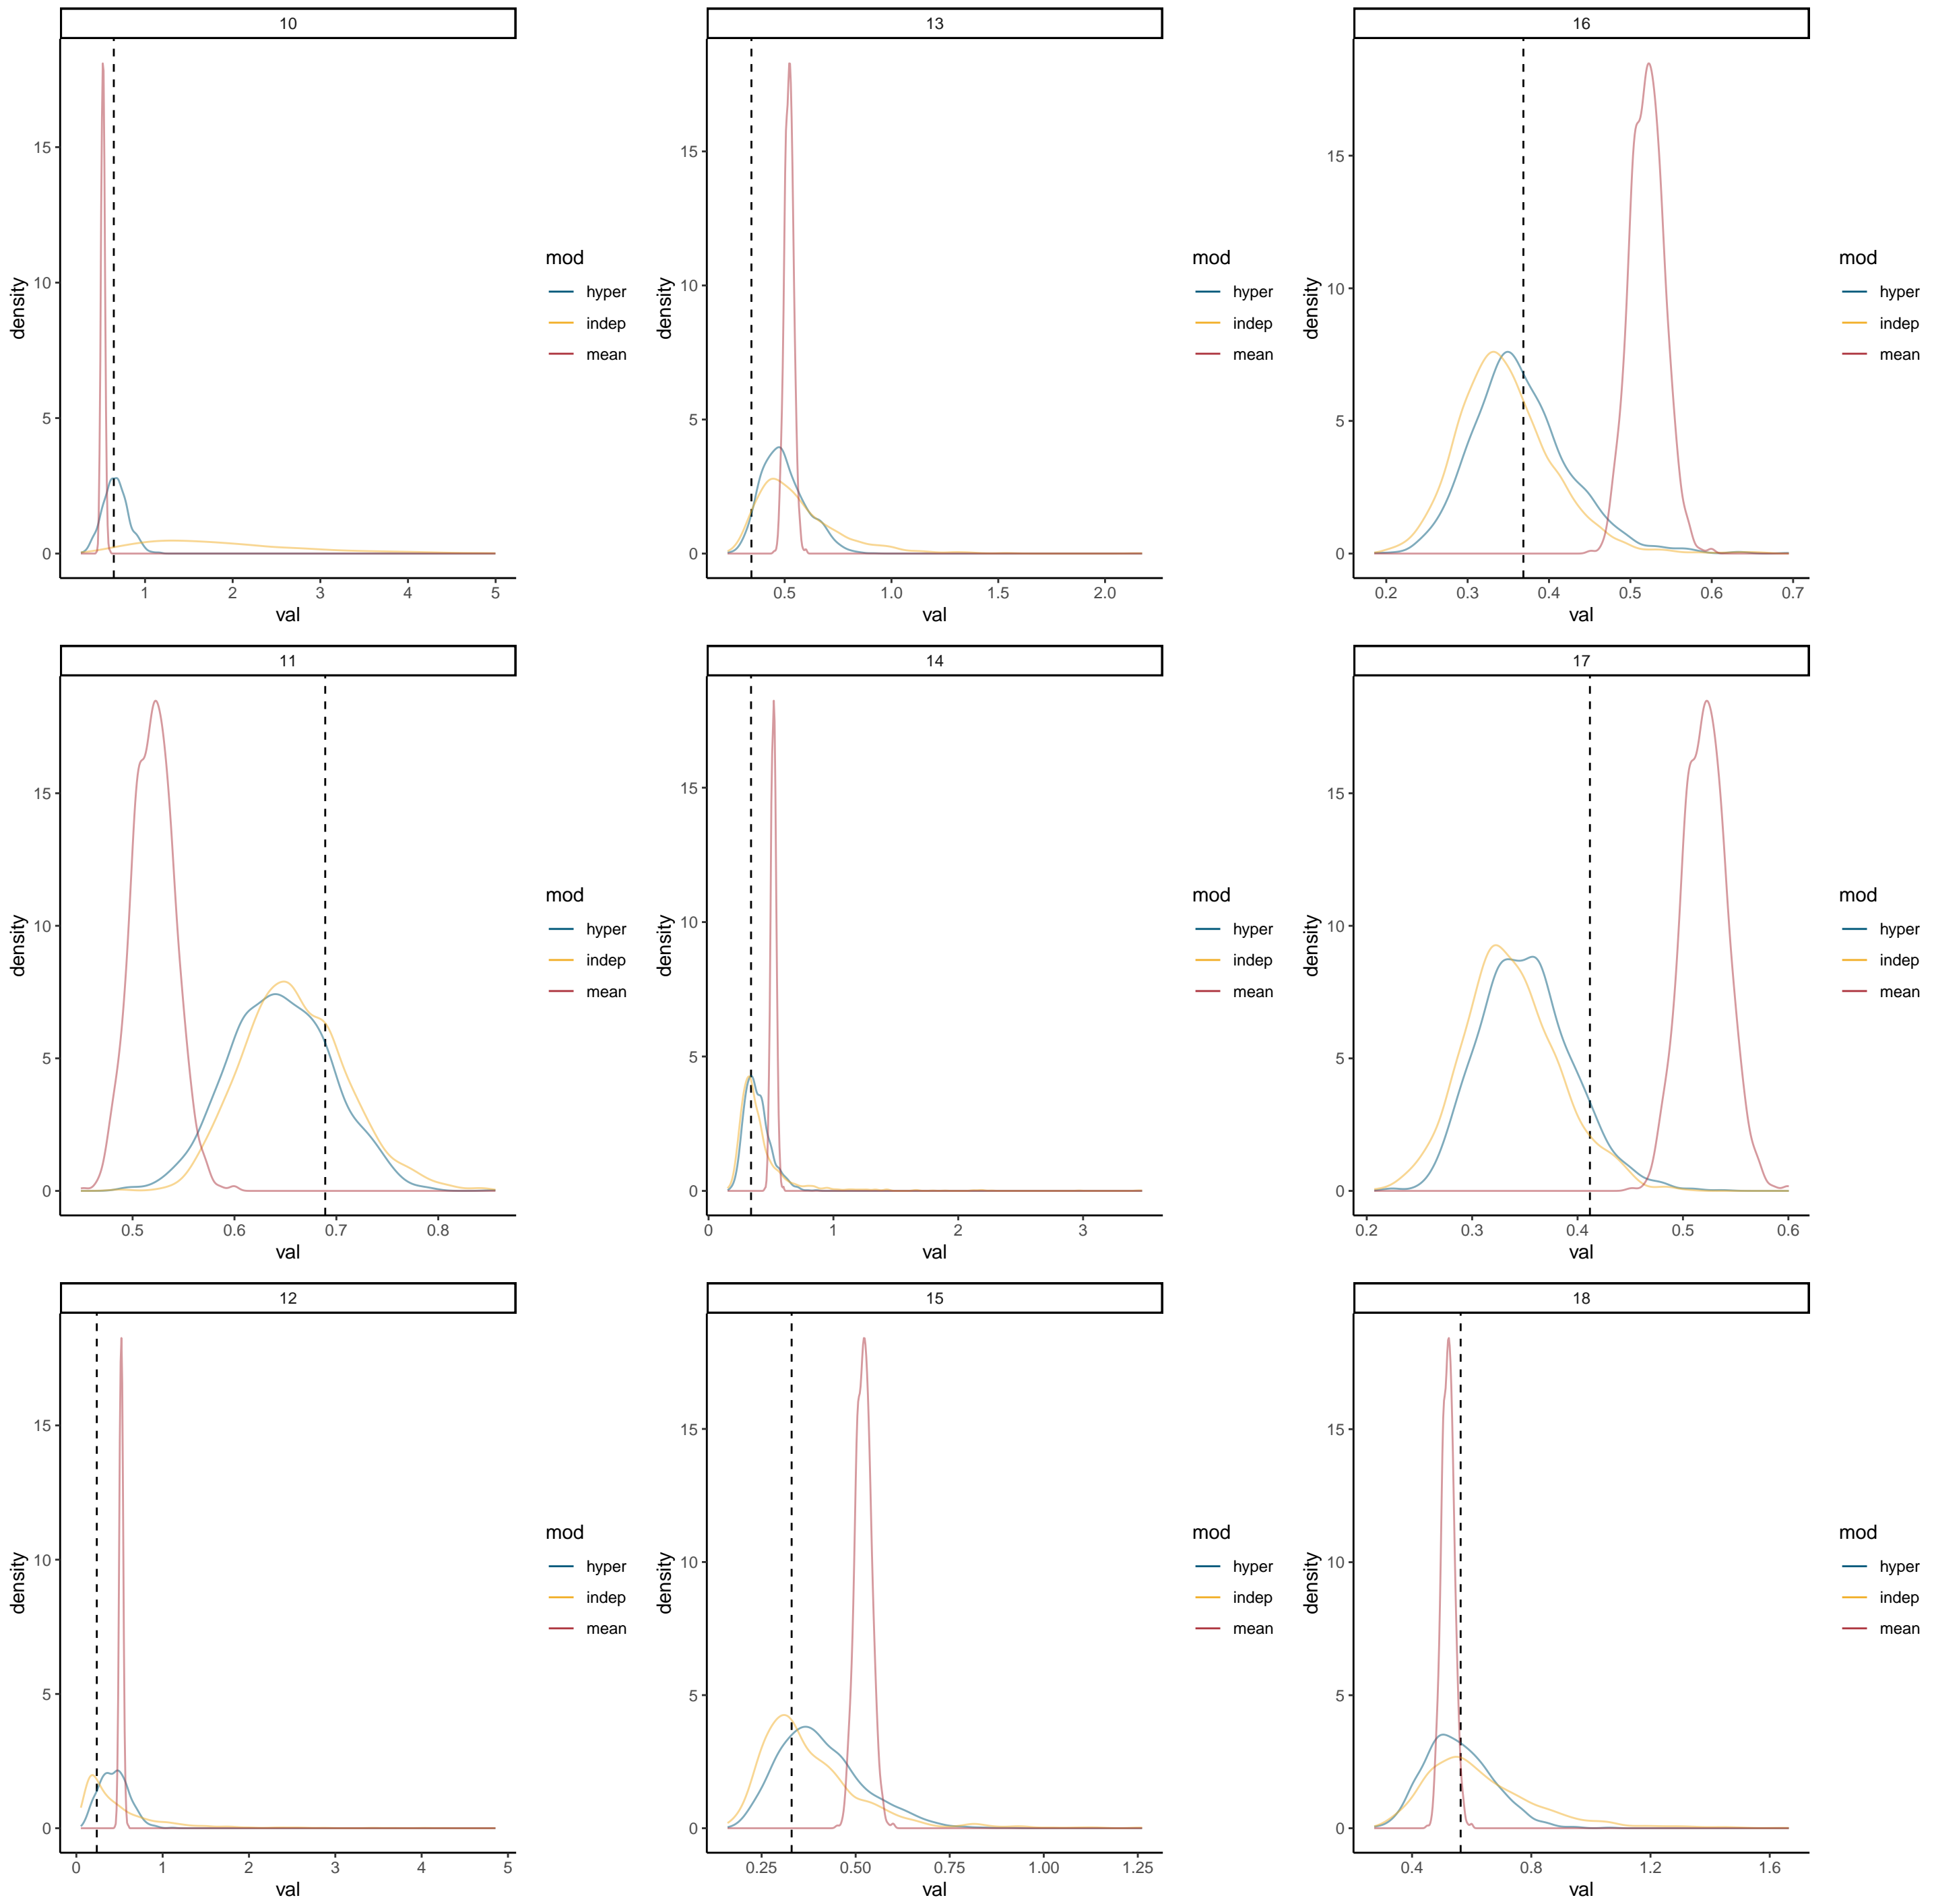 10
density
15
10
5
0
1 2 3 4 5
val
mod
hyper
indep
mean
13
density
15
10
5
0
0.5 1.0 1.5 2.0
val
mod
hyper
indep
mean
16
density
15
10
5
0
0.2 0.3 0.4 0.5 0.6 0.7
val
mod
hyper
indep
mean
11
density
15
10
5
0
0.5 0.6 0.7 0.8
val
mod
hyper
indep
mean
14
density
15
10
5
0
0 1 2 3
val
mod
hyper
indep
mean
17
density
15
10
5
0
0.2 0.3 0.4 0.5 0.6
val
mod
hyper
indep
mean
12
density
15
10
5
0
0 1 2 3 4 5
val
mod
hyper
indep
mean
15
density
15
10
5
0
0.25 0.50 0.75 1.00 1.25
val
mod
hyper
indep
mean
18
density
15
10
5
0
0.4 0.8 1.2 1.6
val
mod
hyper
indep
mean